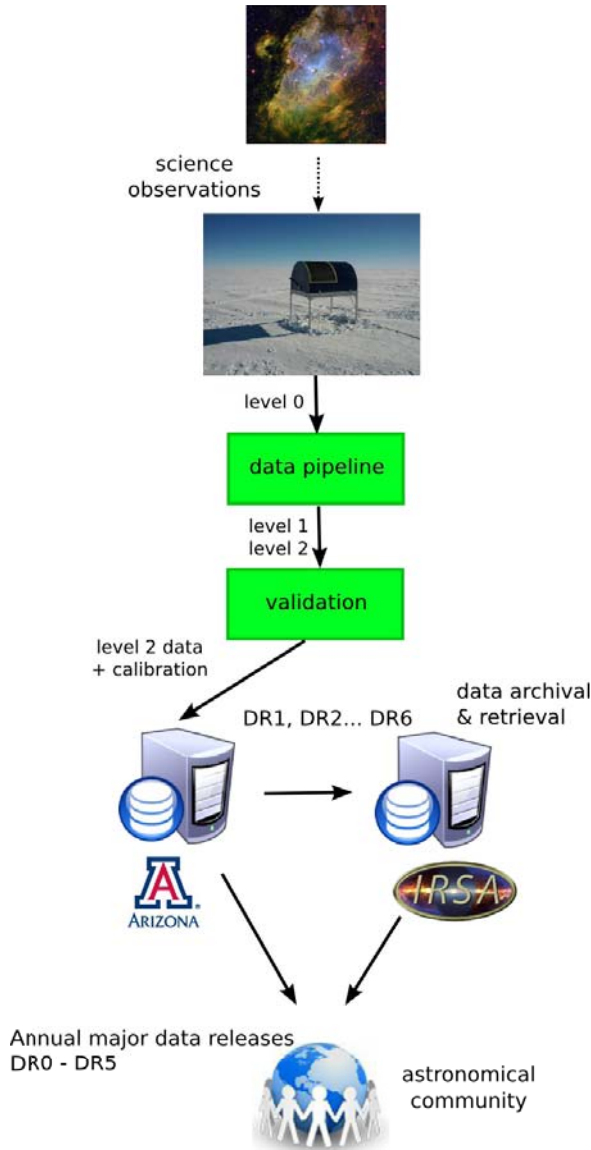 science
observations
level 0
data pipeline
level 1
level 2
validation
level 2 data
+ calibration
data archival
& retrieval
DR1, DR2... DR6
A
ARIZONA®
IRSA
Annual major data releases
DR0 - DR5
astronomical
community